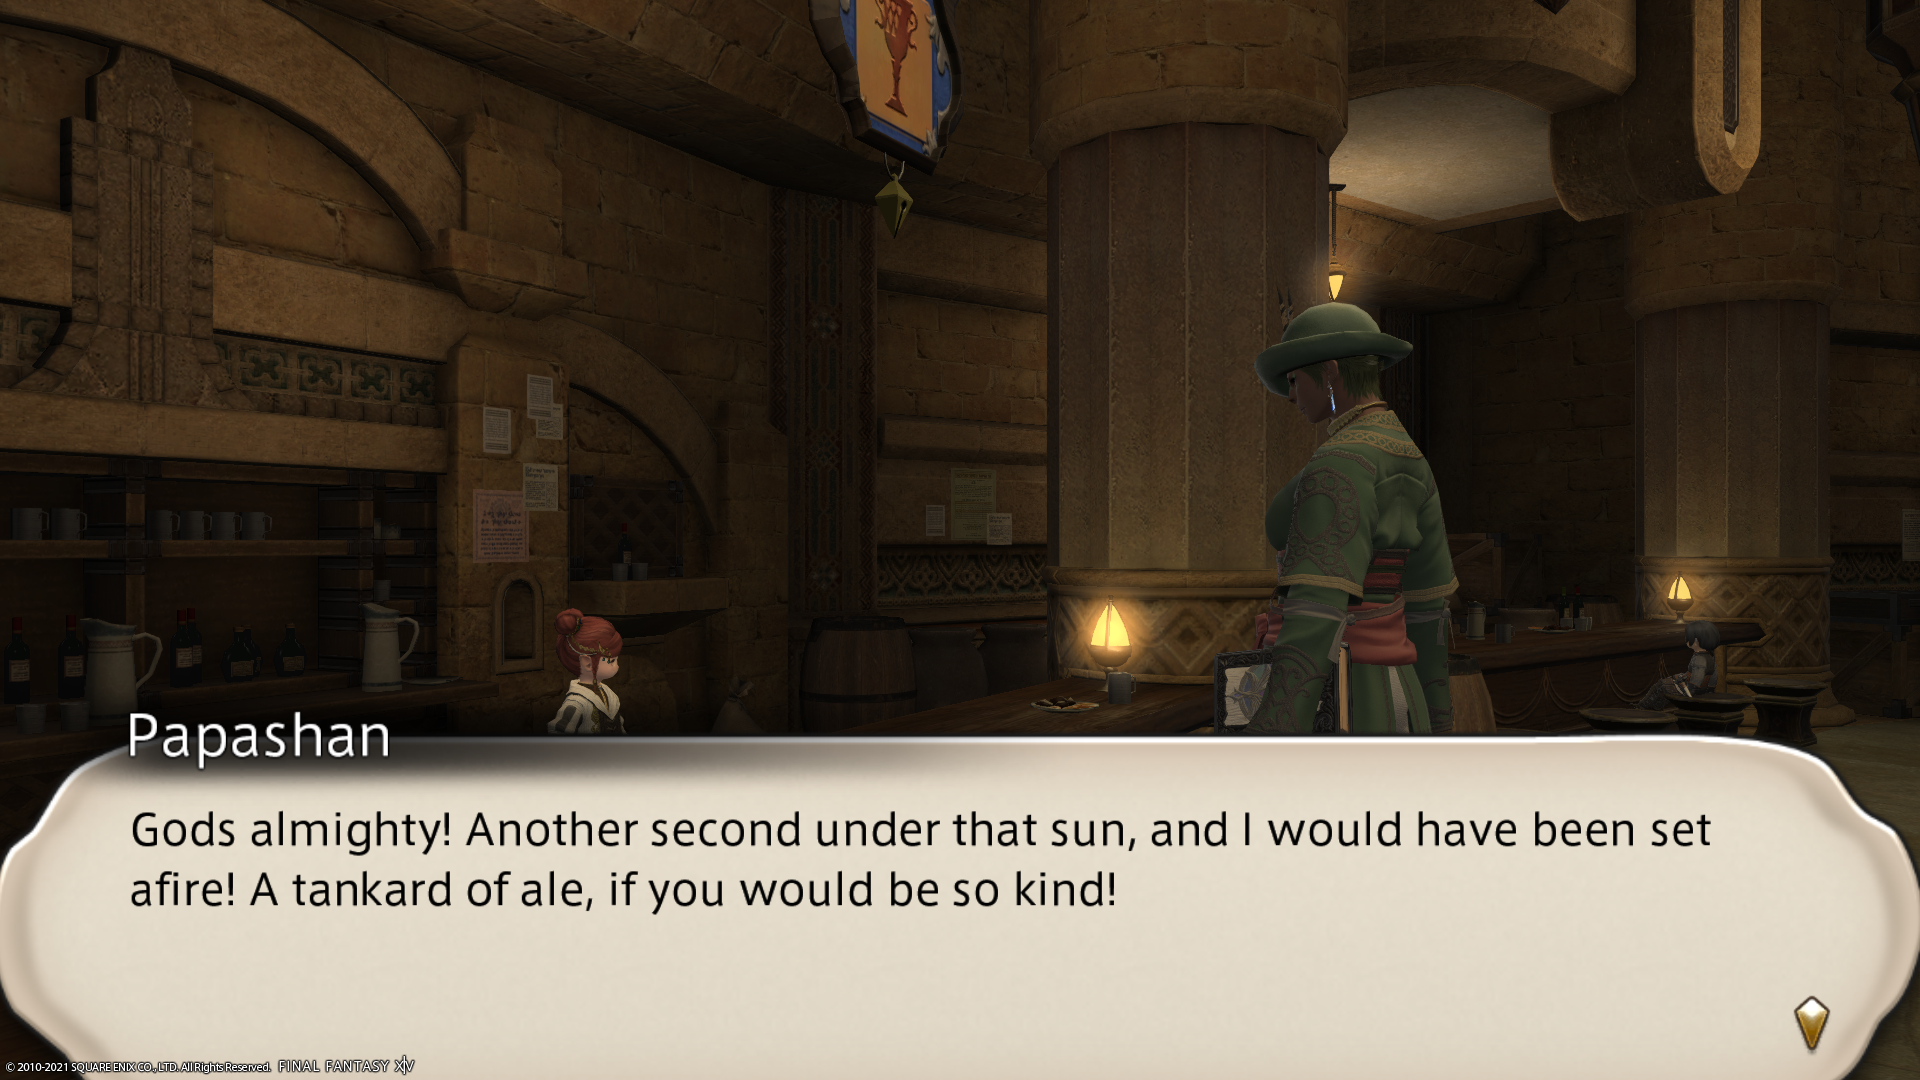 Papashan
Gods almighty! Another second under that sun, and I would have been set
afire! A tankard of ale, if you would be so kind!
© 2010-2021 SQUARE ENIX CO., LTD. All Rights Reserved. FINAL FANTASY XIV